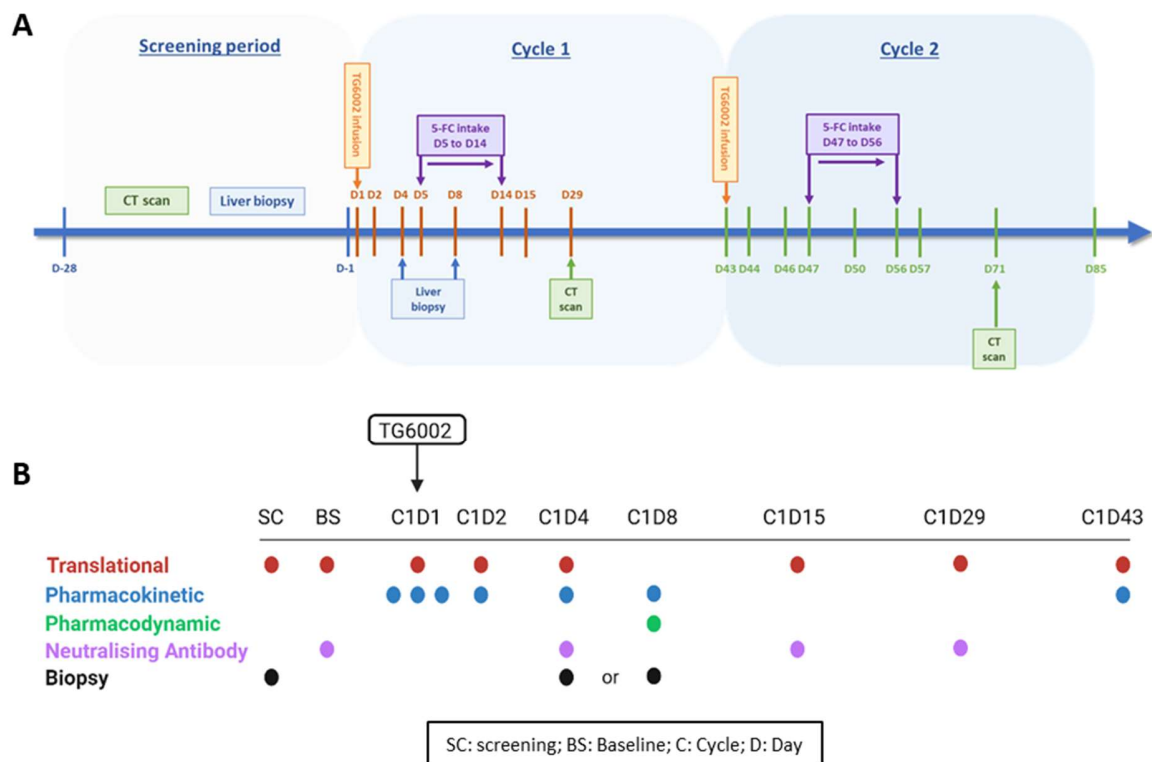 A
Screening period
Cycle 1
Cycle 2
TG6002 infusion
TG6002 infusion
5-FC intake
D5 to D14
5-FC intake
D47 to D56
CT scan
Liver biopsy
D1 D2 D4 D5 D8 D14 D15 D29
D-28 D-1 D43 D44 D46 D47 D50 D56 D57 D71 D85
Liver
biopsy
CT
scan
CT
scan
TG6002
B
SC BS C1D1 C1D2 C1D4 C1D8 C1D15 C1D29 C1D43
Translational
Pharmacokinetic
Pharmacodynamic
Neutralising Antibody
Biopsy or
SC: screening; BS: Baseline; C: Cycle; D: Day